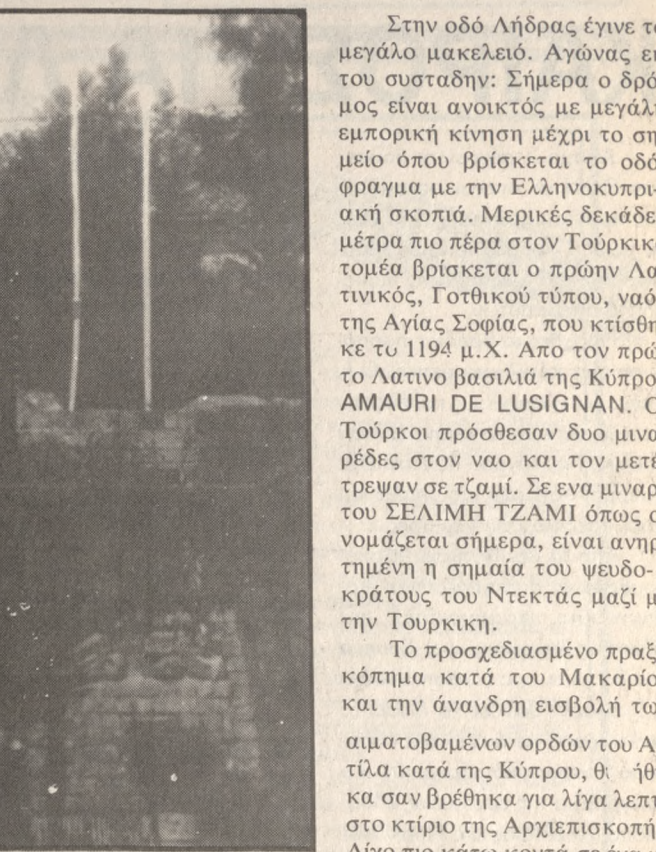 Στην οδό Λήδρας έγινε τ
μεγάλο μακελειό. Αγώνας ε
του συσταδην: Σήμερα ο δρό
μος είναι ανοικτός με μεγάλ
εμπορική κίνηση μέχρι το ση
μείο όπου βρίσκεται το οδό
φραγμα με την Ελληνοκυπρι-
ακή σκοπιά. Μερικές δεκάδε
μέτρα πιο πέρα στον Τούρκικ
τομέα βρίσκεται ο πρώην Λα
τινικός, Γοτθικού τύπου, ναό
της Αγίας Σοφίας, που κτίσθη
κε το 1194 μ.Χ. Απο τον πρώ
το Λατινο βασιλιά της Κύπρο
AMAURI DE LUSIGNAN. Ο
Τούρκοι πρόσθεσαν δυο μινα
ρέδες στον ναο και τον μετέ
τρεψαν σε τζαμί. Σε ενα μιναρ
του ΣΕΛΙΜΗ ΤΖΑΜΙ όπως ο
νομάζεται σήμερα, είναι ανηρ
τημένη η σημαία του ψευδο-
κράτους του Ντεκτάς μαζί μ
την Τουρκικη.
Το προσχεδιασμένο πραξ
κόπημα κατά του Μακαρίο
και την άνανδρη εισβολή τω
αιματοβαμένων ορδών του Α
τίλα κατά της Κύπρου, ήθ
κα σαν βρέθηκα για λίγα λεπτ
στο κτίριο της Αρχιεπισκοπή